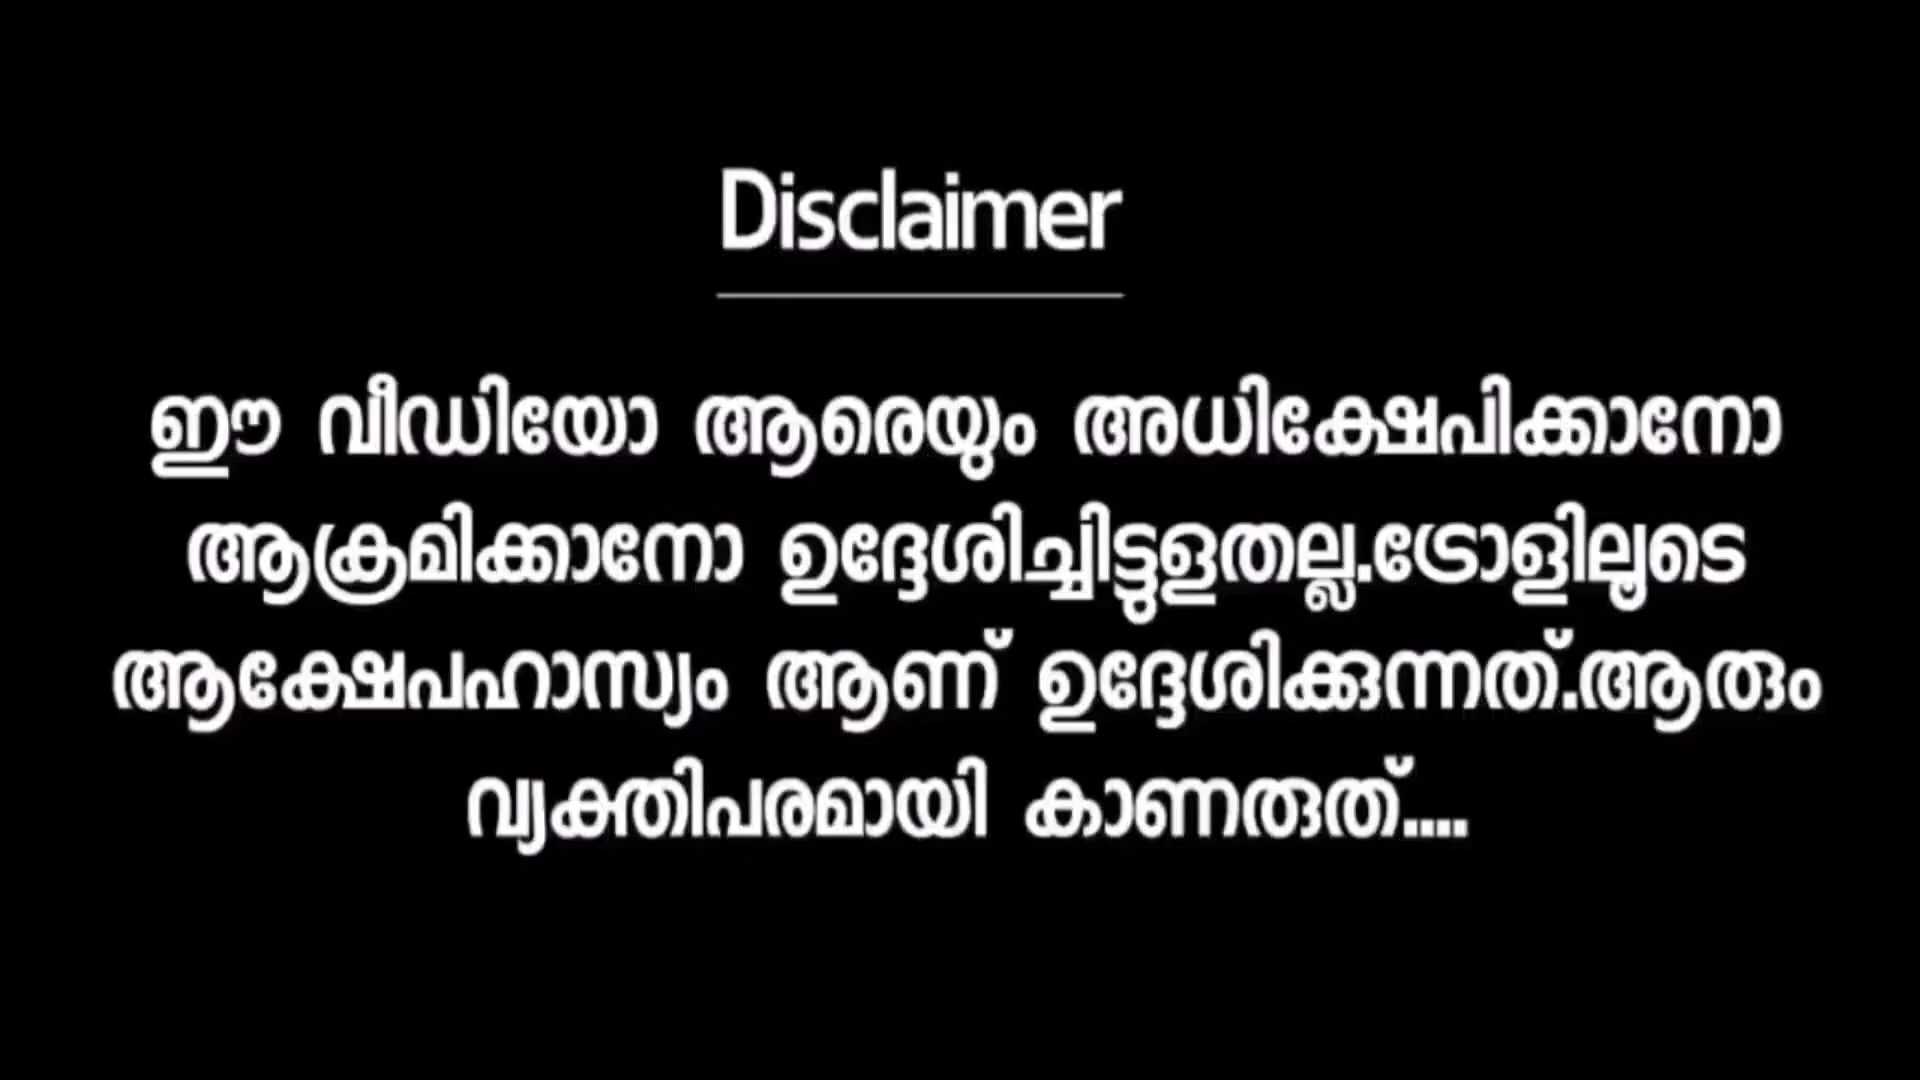 Disclaimer
ഈ വീഡിയോ ആരെയും അധിക്ഷേപിക്കാനോ
ആക്രമിക്കാനോ ഉദ്ദേശിച്ചിട്ടുളതല്ല.ട്രോളിലൂടെ
ആക്ഷേപഹാസ്യം ആണ് ഉദ്ദേശിക്കുന്നത്.ആരും
വ്യക്തിപരമായി കാണരുത്....